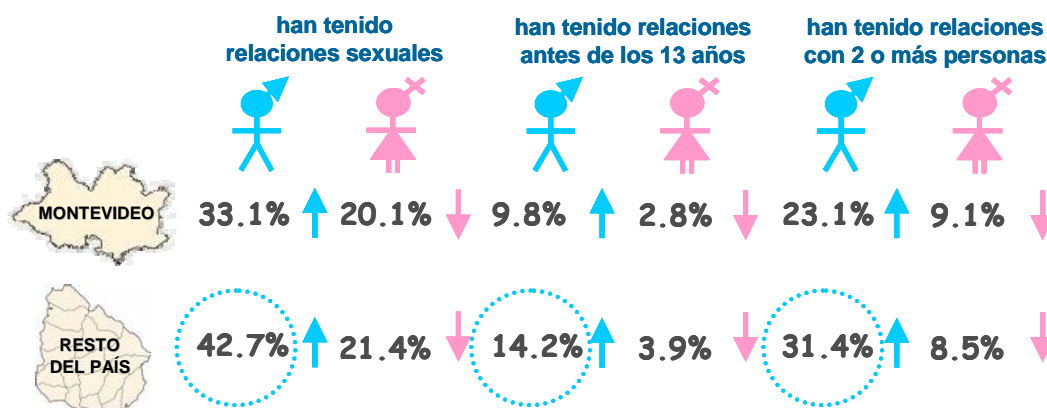 han tenido
relaciones sexuales
han tenido relaciones
antes de los 13 años
han tenido relaciones
con 2 o más personas
MONTEVIDEO
33.1% 20.1% 9.8% 2.8% 23.1% 9.1%
RESTO
DEL PAÍS
42.7% 21.4% 14.2% 3.9% 31.4% 8.5%